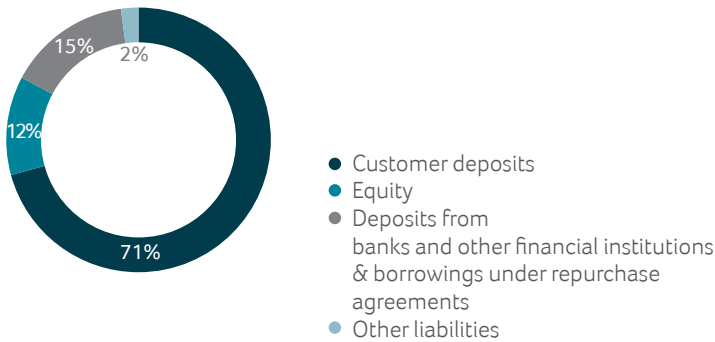 15%
2%
12%
71%
Customer deposits
Equity
Deposits from
banks and other financial institutions
& borrowings under repurchase
agreements
Other liabilities